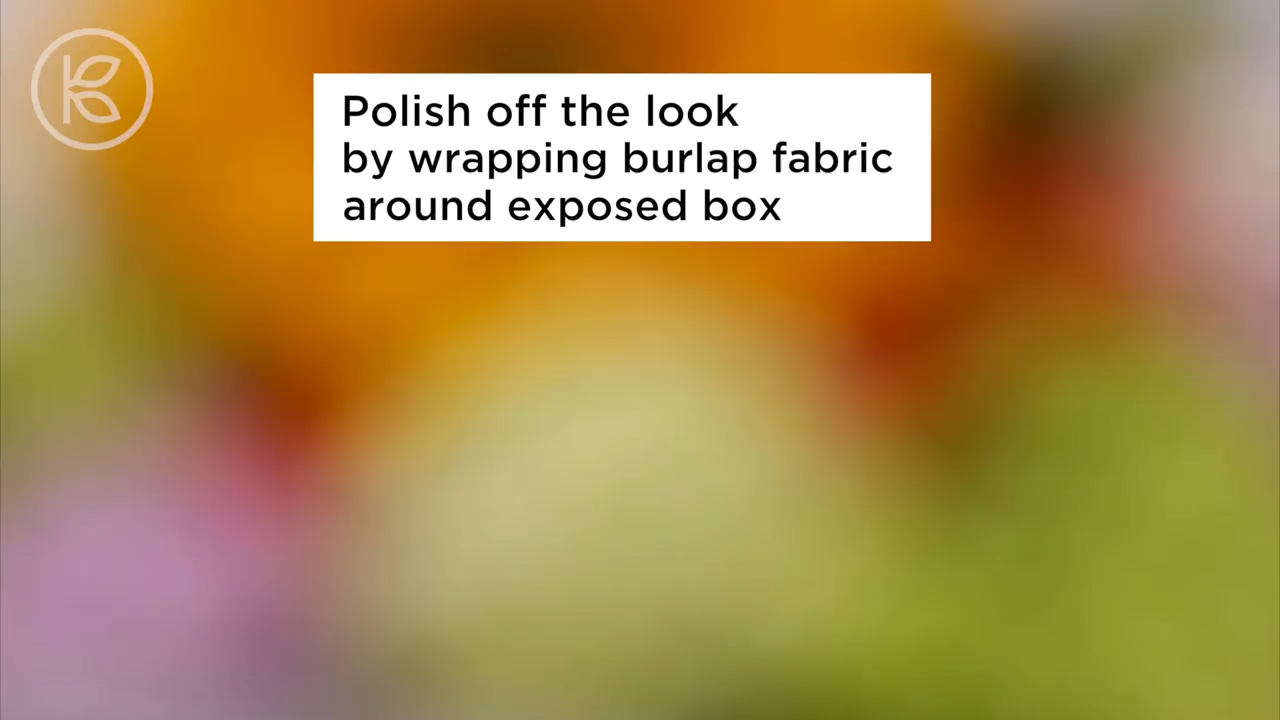 Polish off the look
by wrapping burlap fabric
around exposed box